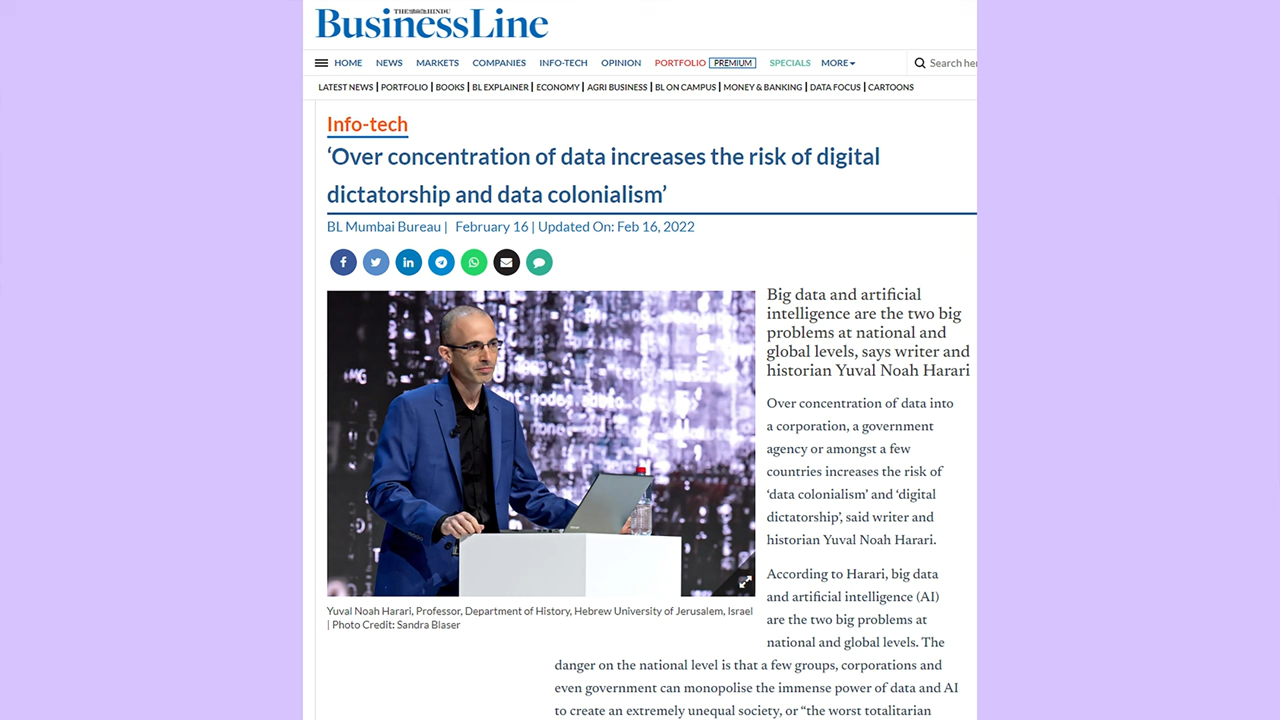 THE HINDU
BusinessLine
HOME NEWS MARKETS COMPANIES INFO-TECH OPINION PORTFOLIO PREMIUM SPECIALS MORE Search
LATEST NEWS | PORTFOLIO | BOOKS | BL EXPLAINER | ECONOMY | AGRI BUSINESS | BL ON CAMPUS | MONEY & BANKING | DATA FOCUS | CARTOONS
Info-tech
‘Over concentration of data increases the risk of digital
dictatorship and data colonialism’
BL Mumbai Bureau | February 16 | Updated On: Feb 16, 2022
Big data and artificial
intelligence are the two big
problems at national and
global levels, says writer and
historian Yuval Noah Harari
Over concentration of data into
a corporation, a government
agency or amongst a few
countries increases the risk of
‘data colonialism’ and ‘digital
dictatorship’, said writer and
historian Yuval Noah Harari.
Yuval Noah Harari, Professor, Department of History, Hebrew University of Jerusalem, Israel
| Photo Credit: Sandra Blaser
According to Harari, big data
and artificial intelligence (AI)
are the two big problems at
national and global levels. The
danger on the national level is that a few groups, corporations and
even government can monopolise the immense power of data and AI
to create an extremely unequal society, or “the worst totalitarian